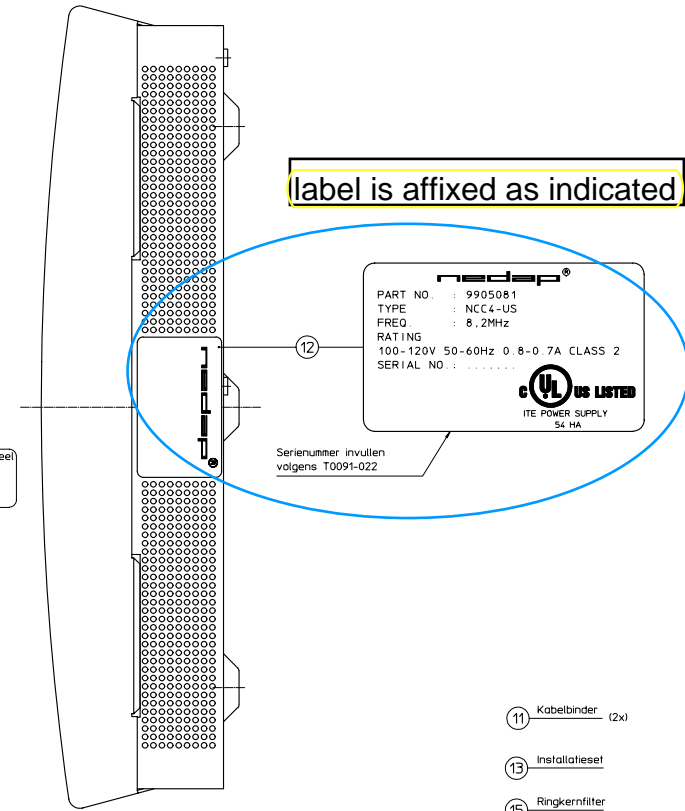 label is affixed as indicated
nedap®
PART NO. : 9905081
TYPE : NCC4-US
FREQ. : 8,2MHz
RATING
100-120V 50-60Hz 0.8-0.7A CLASS 2
SERIAL NO.: .......
C UL US LISTED
ITE POWER SUPPLY
54 HA
12
nedap®
Serienummer invullen
volgens T0091-022
eel
11 Kabelbinder (2x)
13 Installatieset
15 Ringkernfilter